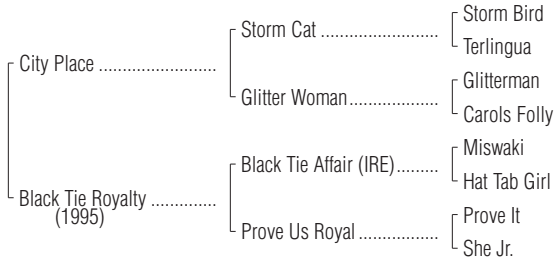 Storm Bird
Storm Cat ......................
Terlingua
City Place ......................
Glitterman
Glitter Woman .................
Carols Folly
Miswaki
Black Tie Affair (IRE) ........
Hat Tab Girl
Black Tie Royalty ..............
(1995)
Prove It
Prove Us Royal ................
She Jr.